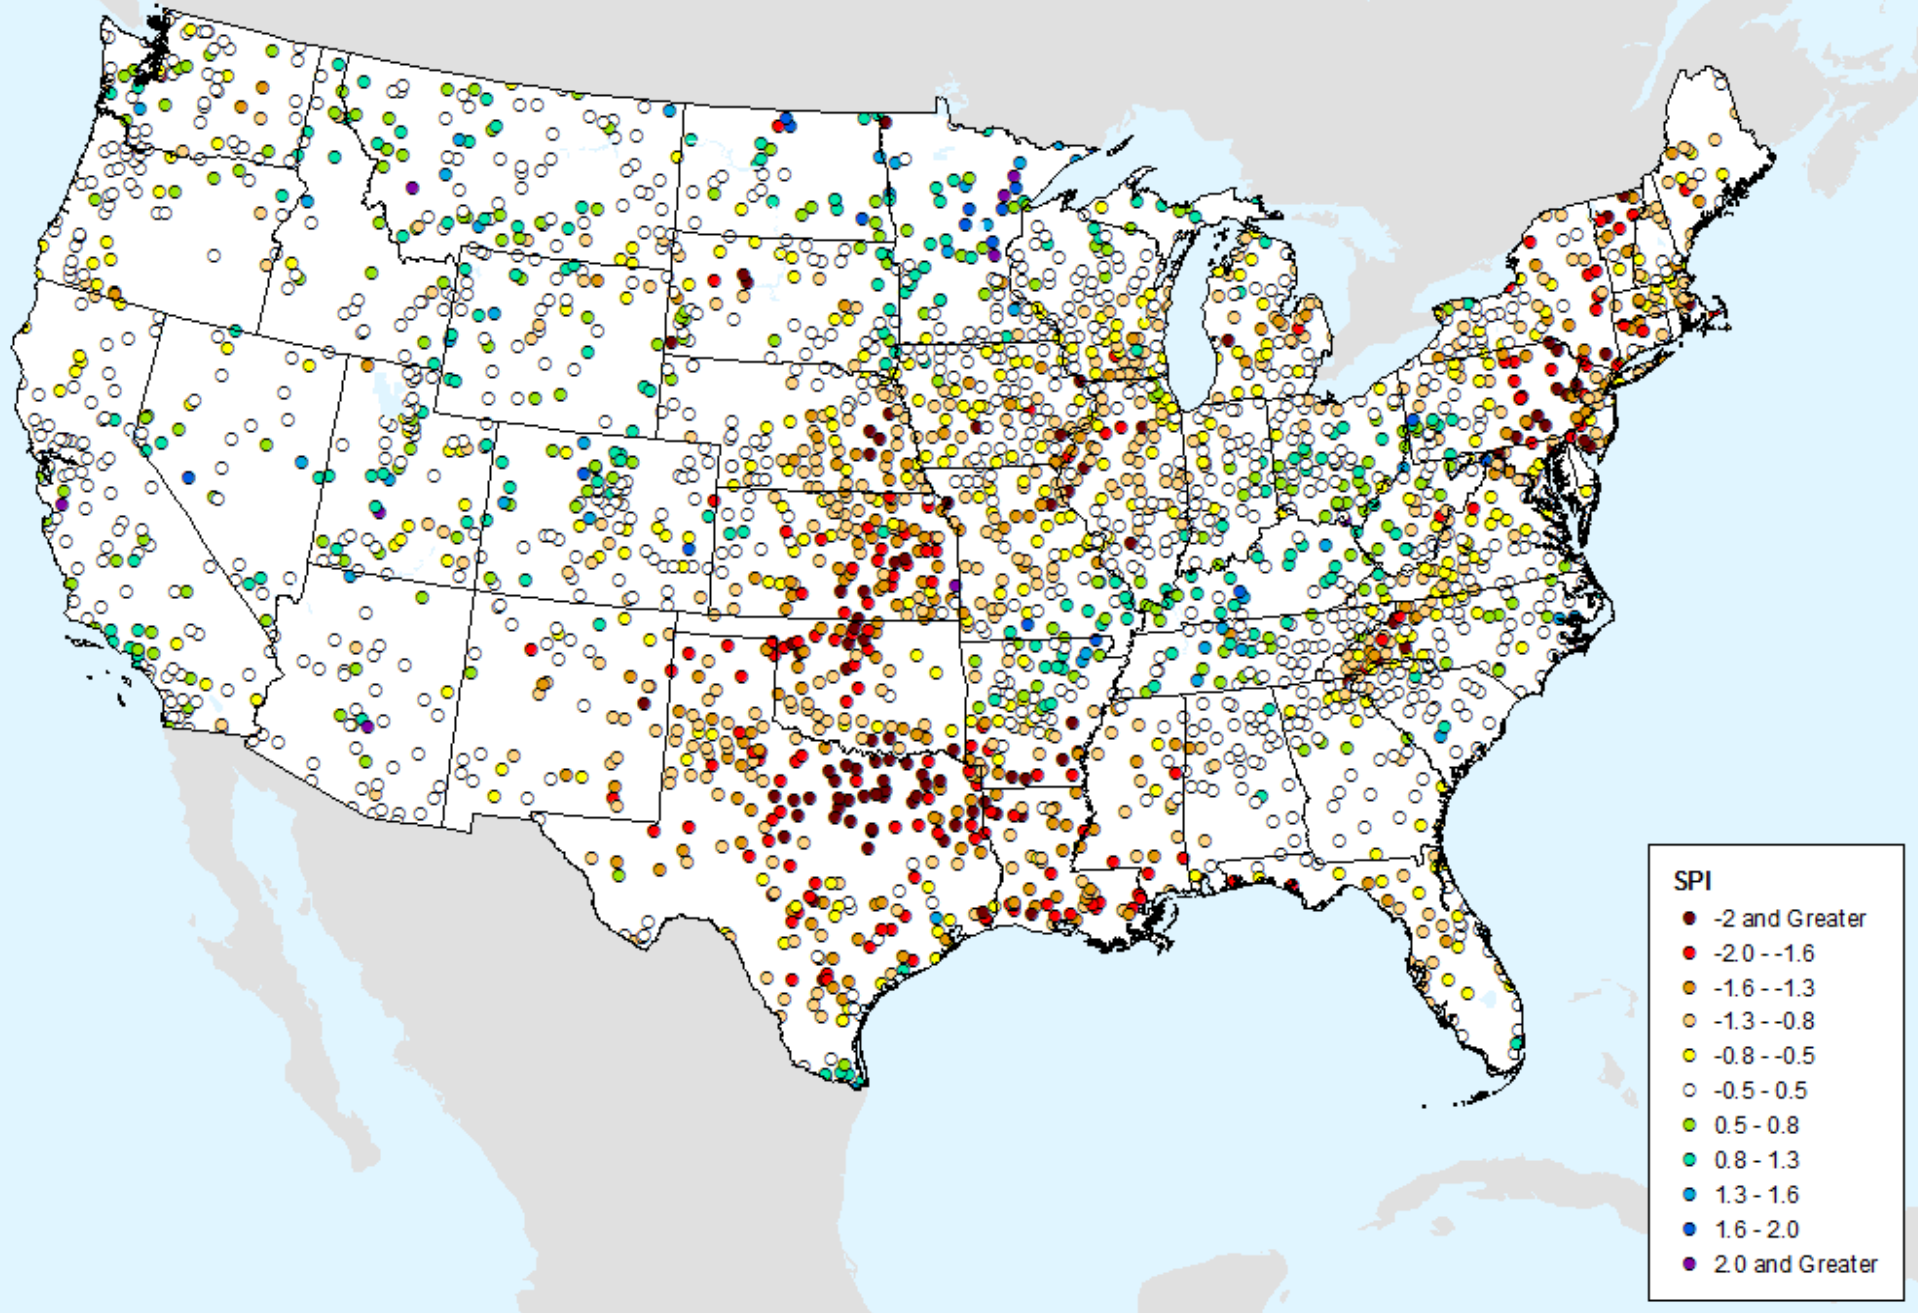 SPI
-2 and Greater
-2.0 - -1.6
-1.6 - -1.3
-1.3 - -0.8
-0.8 - -0.5
-0.5 - 0.5
0.5 - 0.8
0.8 - 1.3
1.3 - 1.6
1.6 - 2.0
2.0 and Greater